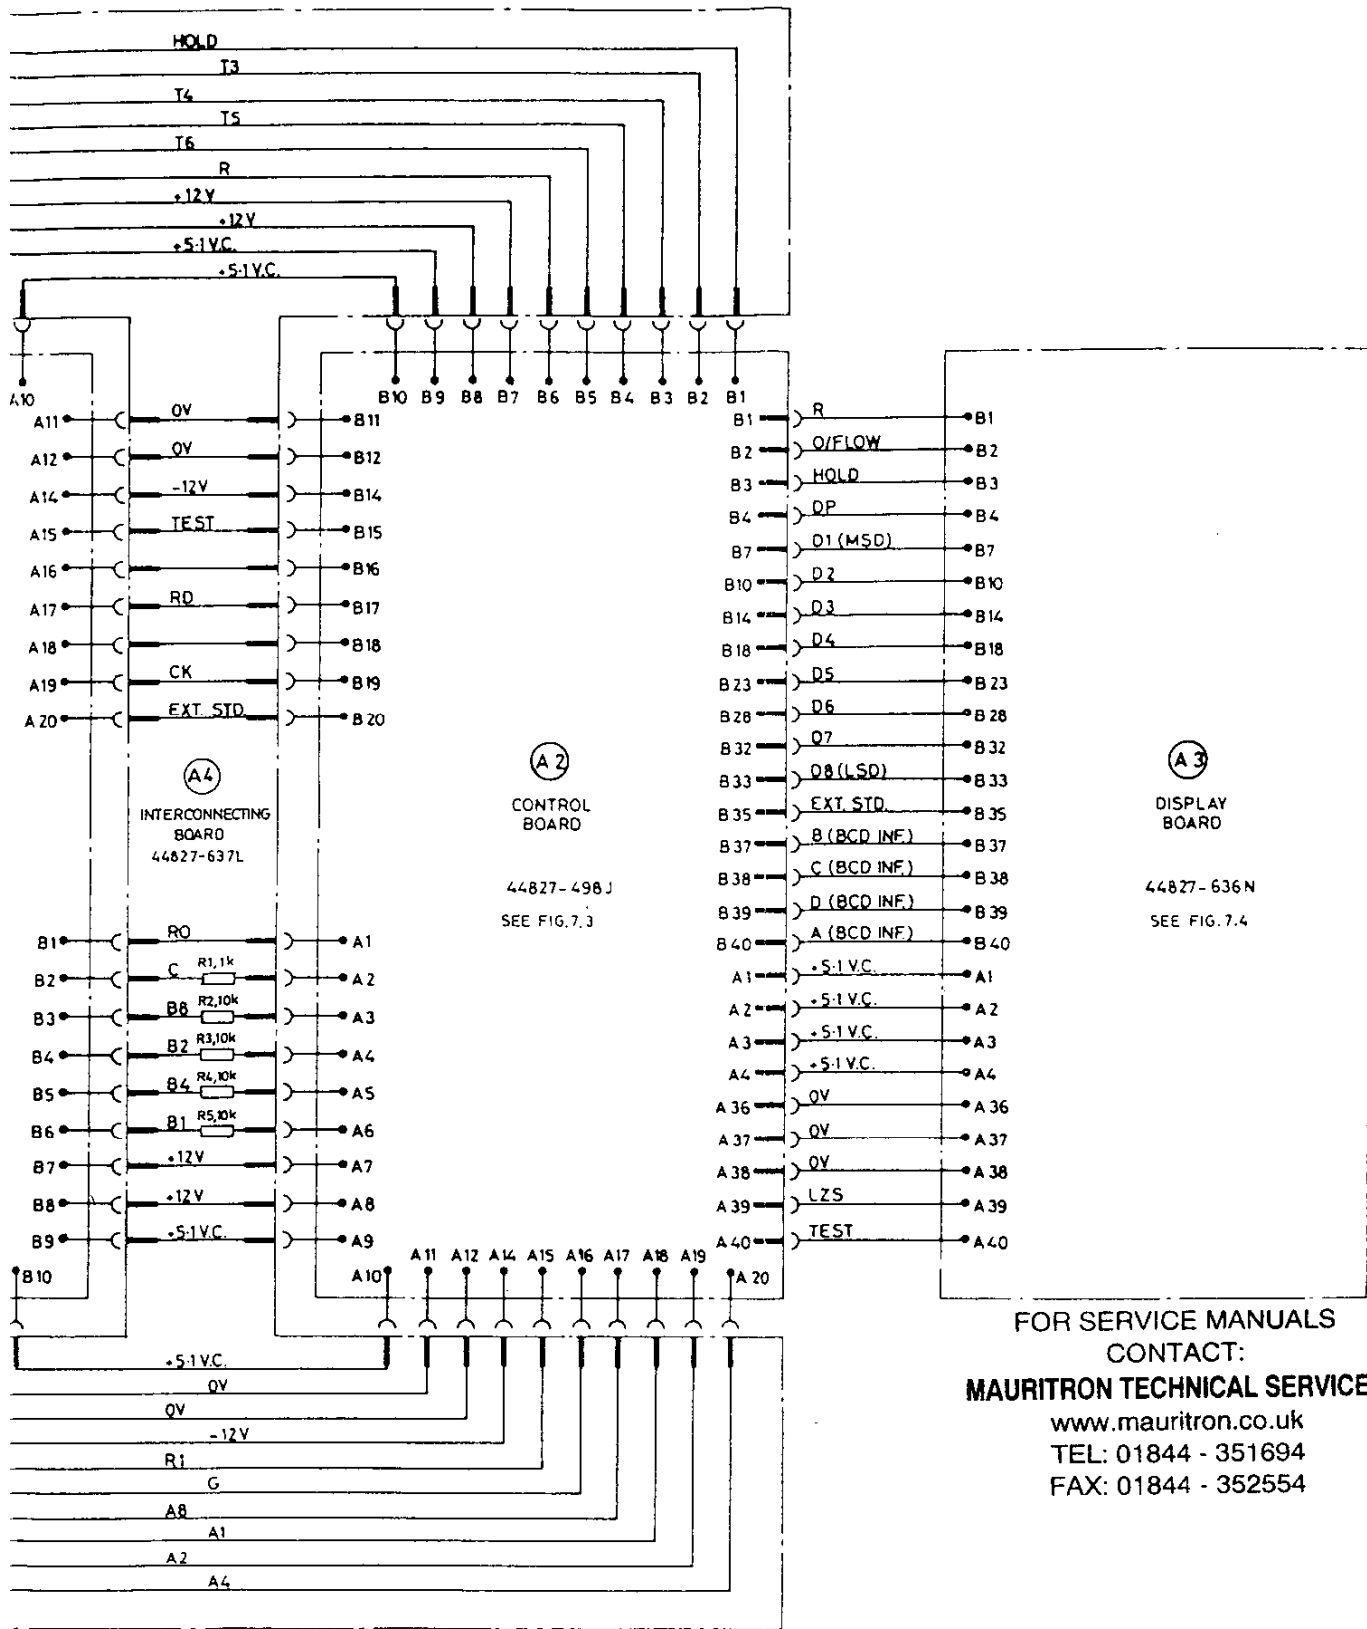 HOLD
T3
T4
T5
T6
R
+12V
+12V
+5·1 V.C.
+5·1 V.C.
A10
B10 B9 B8 B7 B6 B5 B4 B3 B2 B1
A11 0V B11
A12 0V B12
A14 -12V B14
A15 TEST B15
A16 B16
A17 RD B17
A18 B18
A19 CK B19
A20 EXT. STD. B20
A4
INTERCONNECTING
BOARD
44827-637L
B1 RO A1
B2 C R1,1k A2
B3 B8 R2,10k A3
B4 B2 R3,10k A4
B5 B4 R4,10k A5
B6 B1 R5,10k A6
B7 +12V A7
B8 +12V A8
B9 +5·1 V.C. A9
B10
A2
CONTROL
BOARD
44827-498J
SEE FIG.7.3
B1 R B1
B2 O/FLOW B2
B3 HOLD B3
B4 DP B4
B7 D1 (MSD) B7
B10 D2 B10
B14 D3 B14
B18 D4 B18
B23 D5 B23
B28 D6 B28
B32 D7 B32
B33 D8 (LSD) B33
B35 EXT. STD. B35
B37 B (BCD INF.) B37
B38 C (BCD INF.) B38
B39 D (BCD INF.) B39
B40 A (BCD INF.) B40
A1 +5·1 V.C. A1
A2 +5·1 V.C. A2
A3 +5·1 V.C. A3
A4 +5·1 V.C. A4
A36 0V A36
A37 0V A37
A38 0V A38
A39 LZS A39
A40 TEST A40
A3
DISPLAY
BOARD
44827-636N
SEE FIG.7.4
A10 A11 A12 A14 A15 A16 A17 A18 A19 A20
+5·1 V.C.
0V
0V
-12V
R1
G
A8
A1
A2
A4
FOR SERVICE MANUALS
CONTACT:
MAURITRON TECHNICAL SERVICE
www.mauritron.co.uk
TEL: 01844 - 351694
FAX: 01844 - 352554